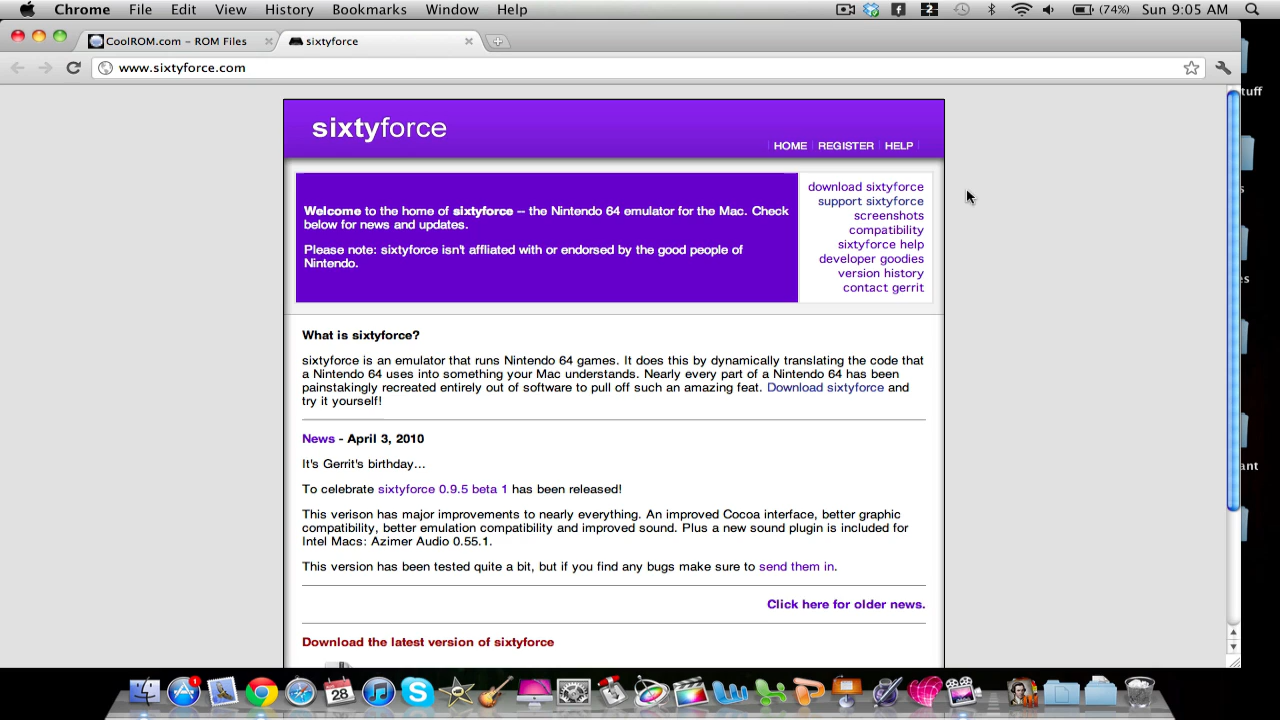 Chrome File Edit View History Bookmarks Window Help 2 (74%) Sun 9:05 AM
CoolROM.com – ROM Files sixtyforce
www.sixtyforce.com
tuff
sixtyforce
HOME REGISTER HELP
Welcome to the home of sixtyforce -- the Nintendo 64 emulator for the Mac. Check
below for news and updates.
Please note: sixtyforce isn't affliated with or endorsed by the good people of
Nintendo.
download sixtyforce
support sixtyforce
screenshots
compatibility
sixtyforce help
developer goodies
version history
contact gerrit
s
es
ant
What is sixtyforce?
sixtyforce is an emulator that runs Nintendo 64 games. It does this by dynamically translating the code that
a Nintendo 64 uses into something your Mac understands. Nearly every part of a Nintendo 64 has been
painstakingly recreated entirely out of software to pull off such an amazing feat. Download sixtyforce and
try it yourself!
News - April 3, 2010
It's Gerrit's birthday...
To celebrate sixtyforce 0.9.5 beta 1 has been released!
This verison has major improvements to nearly everything. An improved Cocoa interface, better graphic
compatibility, better emulation compatibility and improved sound. Plus a new sound plugin is included for
Intel Macs: Azimer Audio 0.55.1.
This version has been tested quite a bit, but if you find any bugs make sure to send them in.
Click here for older news.
Download the latest version of sixtyforce
1
28